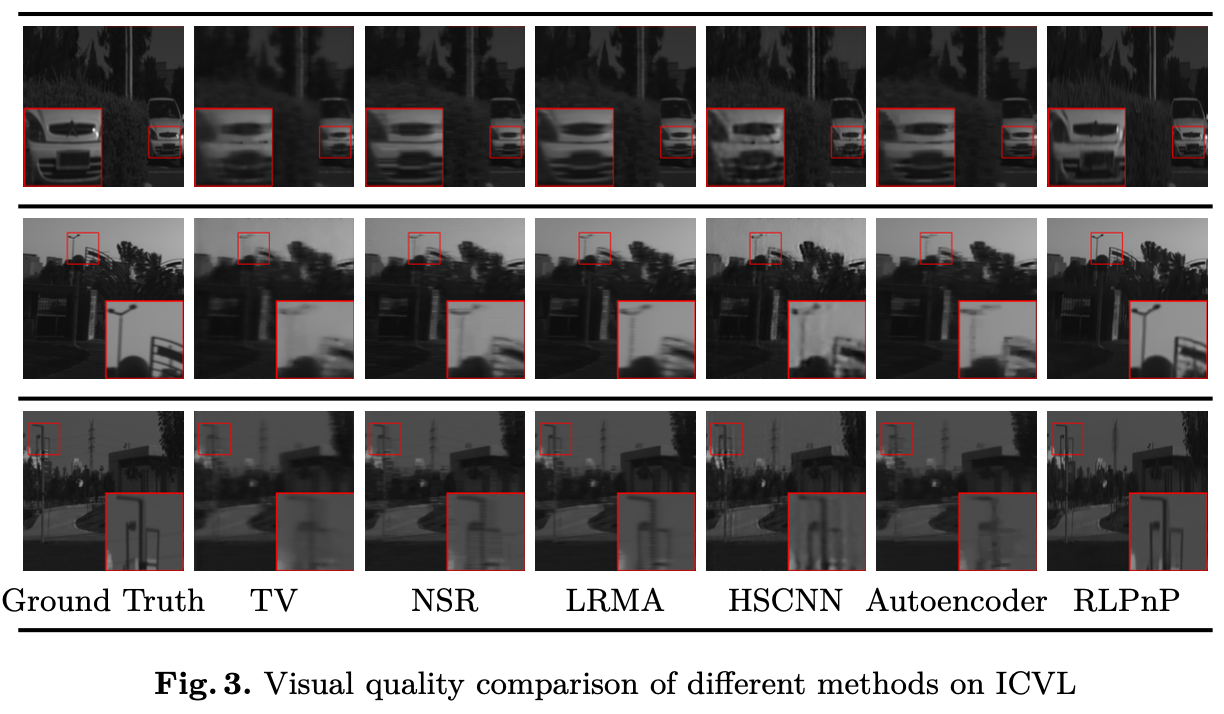 Ground Truth TV NSR LRMA HSCNN Autoencoder RLPnP
Fig. 3. Visual quality comparison of different methods on ICVL